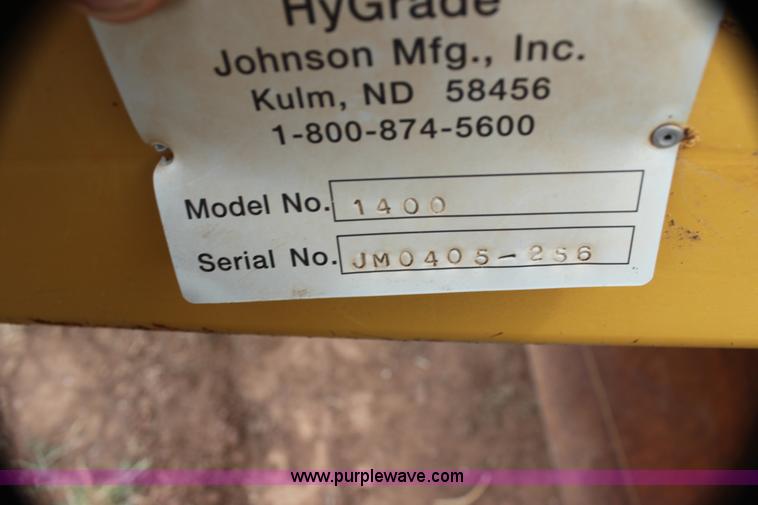 HyGrade
Johnson Mfg., Inc.
Kulm, ND 58456
1-800-874-5600
Model No. 1400
Serial No. JM0405-256
www.purplewave.com